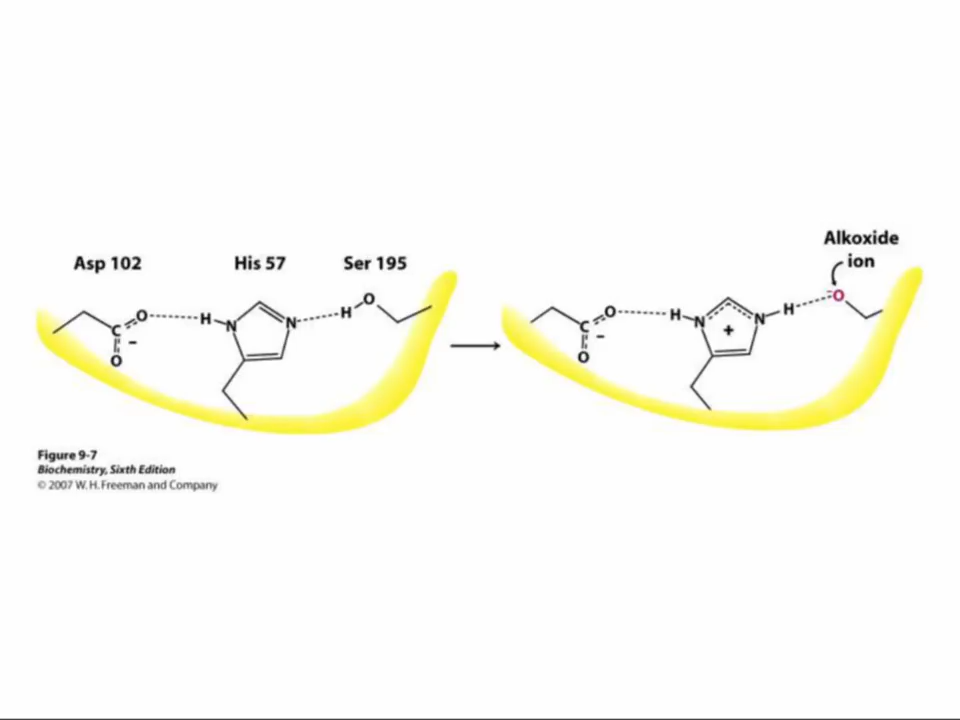 Alkoxide
ion
Asp 102 His 57 Ser 195
O H N N H O C - O
O H N N H O C - O +
Figure 9-7
Biochemistry, Sixth Edition
© 2007 W. H. Freeman and Company